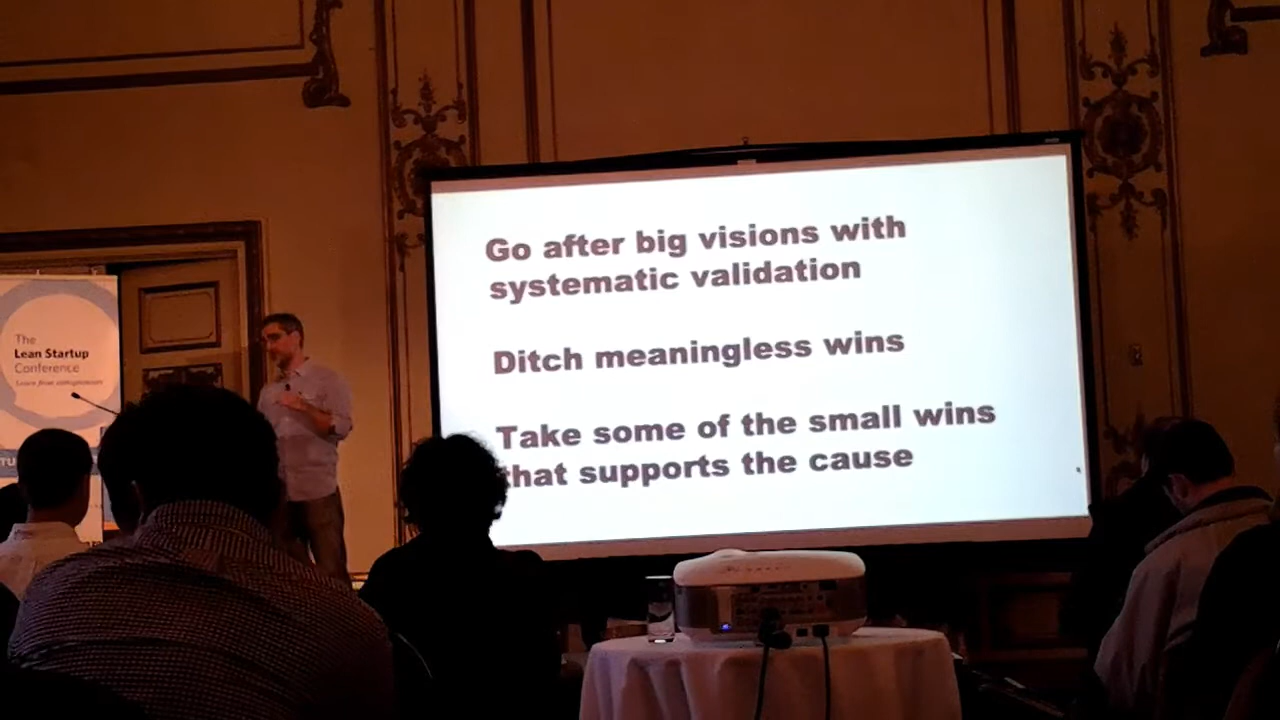 Go after big visions with
systematic validation
Ditch meaningless wins
Take some of the small wins
that supports the cause
The
Lean Startup
Conference